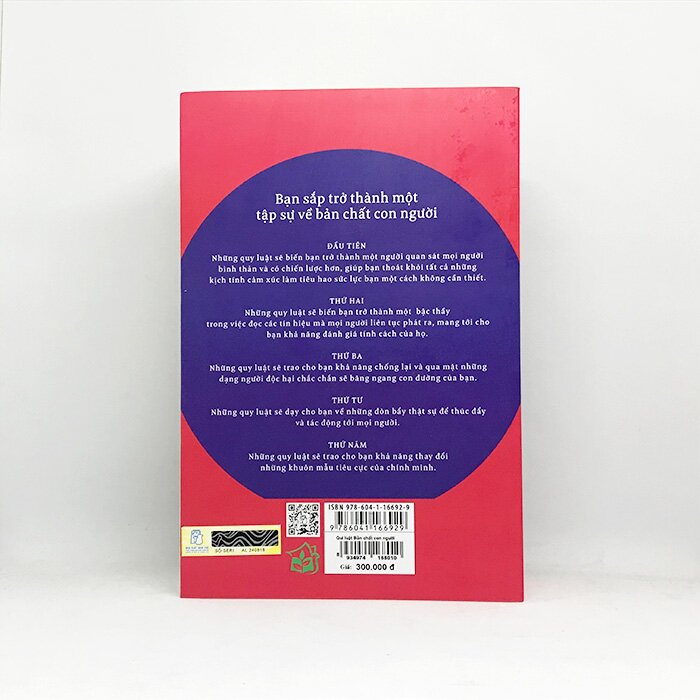 Bạn sắp trở thành một
tập sự về bản chất con người
ĐẦU TIÊN
Những quy luật sẽ biến bạn trở thành một người quan sát mọi người
bình thản và có chiến lược hơn, giúp bạn thoát khỏi tất cả những
kịch tính cảm xúc làm tiêu hao sức lực bạn một cách không cần thiết.
THỨ HAI
Những quy luật sẽ biến bạn trở thành một bậc thầy
trong việc đọc các tín hiệu mà mọi người liên tục phát ra, mang tới cho
bạn khả năng đánh giá tính cách của họ.
THỨ BA
Những quy luật sẽ trao cho bạn khả năng chống lại và qua mặt những
dạng người độc hại chắc chắn sẽ băng ngang con đường của bạn.
THỨ TƯ
Những quy luật sẽ dạy cho bạn về những đòn bẩy thật sự để thúc đẩy
và tác động tới mọi người.
THỨ NĂM
Những quy luật sẽ trao cho bạn khả năng thay đổi
những khuôn mẫu tiêu cực của chính mình.
ISBN 978-604-1-16692-9
9 786041 166929
Qui luật Bản chất con người
8 934974 158010
Giá: 300.000 đ
SỐ SERI AL 240818